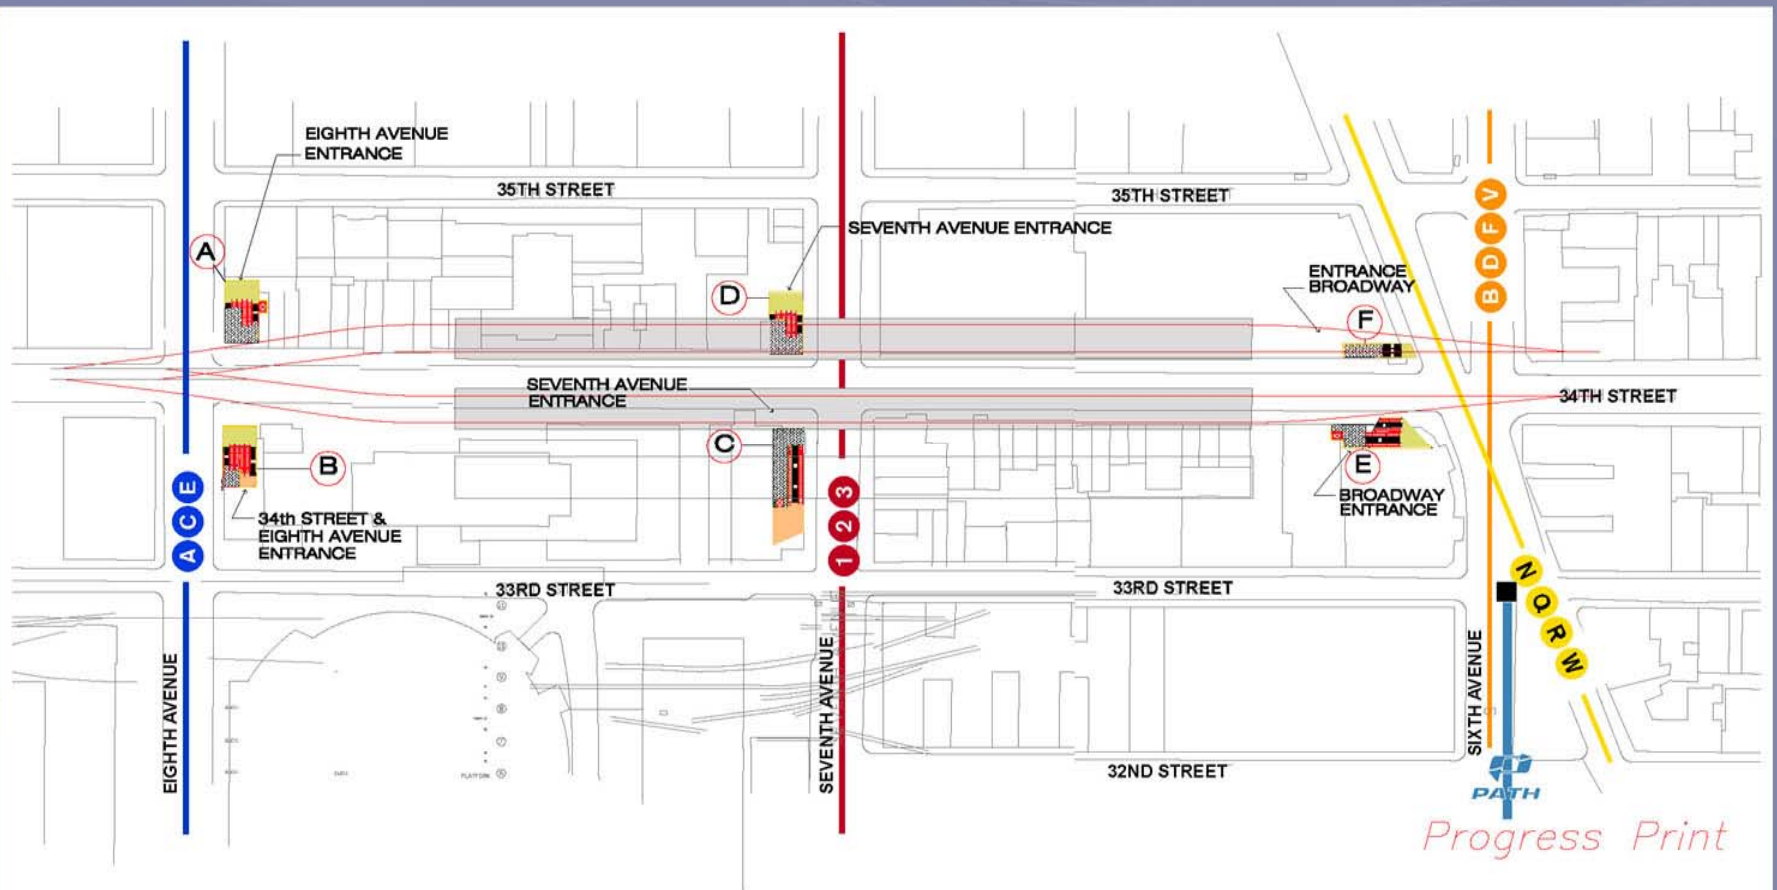 EIGHTH AVENUE
ENTRANCE
35TH STREET
35TH STREET
V
F
D
B
A
SEVENTH AVENUE ENTRANCE
D
ENTRANCE
BROADWAY
F
SEVENTH AVENUE
ENTRANCE
34TH STREET
C
B
E
BROADWAY
ENTRANCE
34th STREET &
EIGHTH AVENUE
ENTRANCE
A C E
1 2 3
33RD STREET
33RD STREET
N
Q
R
W
EIGHTH AVENUE
SEVENTH AVENUE
SIXTH AVENUE
PLATFORM
32ND STREET
PATH
Progress Print